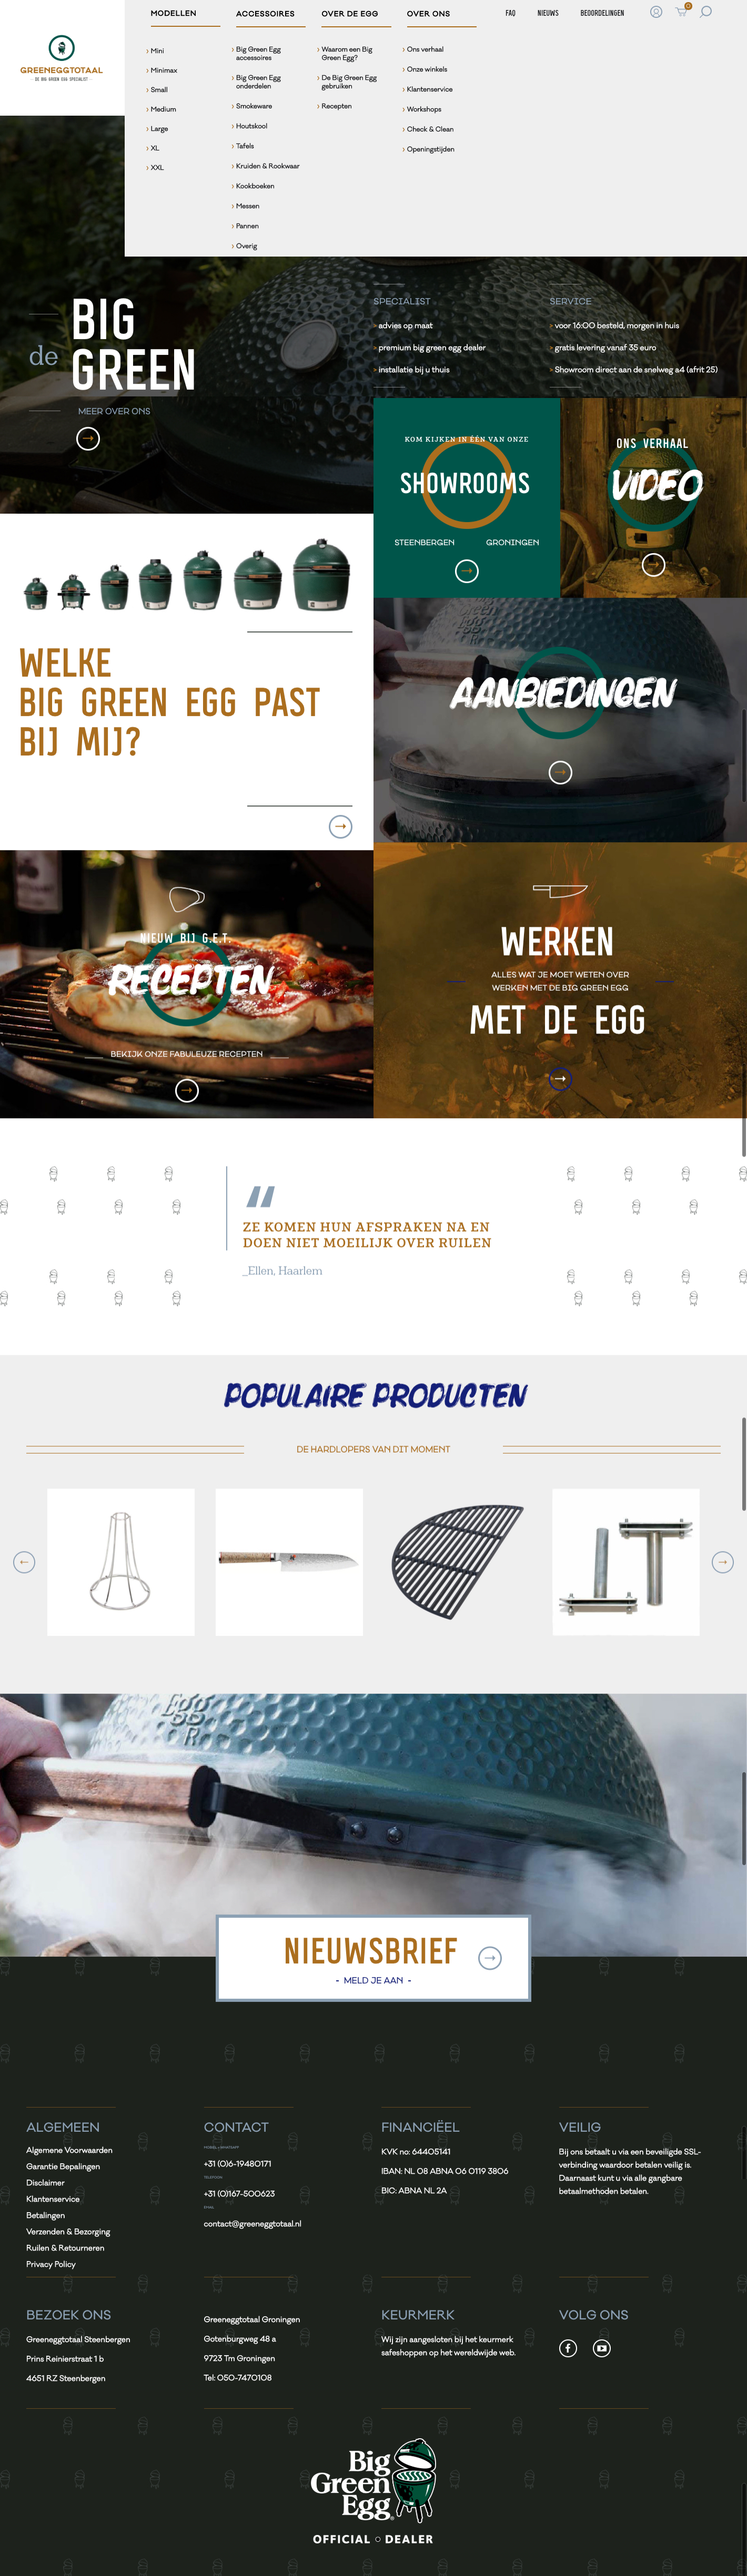 GREENEGGTOTAAL
- DE BIG GREEN EGG SPECIALIST -
MODELLEN
Mini
Minimax
Small
Medium
Large
XL
XXL
ACCESSOIRES
Big Green Egg
accessoires
Big Green Egg
onderdelen
Smokeware
Houtskool
Tafels
Kruiden & Rookwaar
Kookboeken
Messen
Pannen
Overig
OVER DE EGG
Waarom een Big
Green Egg?
De Big Green Egg
gebruiken
Recepten
OVER ONS
Ons verhaal
Onze winkels
Klantenservice
Workshops
Check & Clean
Openingstijden
FAQ
NIEUWS
BEOORDELINGEN
0
de
BIG
GREEN
MEER OVER ONS
SPECIALIST
advies op maat
premium big green egg dealer
installatie bij u thuis
SERVICE
voor 16:00 besteld, morgen in huis
gratis levering vanaf 35 euro
Showroom direct aan de snelweg a4 (afrit 25)
KOM KIJKEN IN ÉÉN VAN ONZE
SHOWROOMS
STEENBERGEN GRONINGEN
ONS VERHAAL
VIDEO
WELKE
BIG GREEN EGG PAST
BIJ MIJ?
AANBIEDINGEN
NIEUW BIJ G.E.T.
RECEPTEN
BEKIJK ONZE FABULEUZE RECEPTEN
WERKEN
ALLES WAT JE MOET WETEN OVER
WERKEN MET DE BIG GREEN EGG
MET DE EGG
ZE KOMEN HUN AFSPRAKEN NA EN
DOEN NIET MOEILIJK OVER RUILEN
_Ellen, Haarlem
POPULAIRE PRODUCTEN
DE HARDLOPERS VAN DIT MOMENT
Egg
NIEUWSBRIEF
- MELD JE AAN -
ALGEMEEN
Algemene Voorwaarden
Garantie Bepalingen
Disclaimer
Klantenservice
Betalingen
Verzenden & Bezorging
Ruilen & Retourneren
Privacy Policy
CONTACT
MOBIEL / WHATSAPP
+31 (0)6-19480171
TELEFOON
+31 (0)167-500623
EMAIL
contact@greeneggtotaal.nl
FINANCIËEL
KVK no: 64405141
IBAN: NL 08 ABNA 06 0119 3806
BIC: ABNA NL 2A
VEILIG
Bij ons betaalt u via een beveiligde SSL-
verbinding waardoor betalen veilig is.
Daarnaast kunt u via alle gangbare
betaalmethoden betalen.
BEZOEK ONS
Greeneggtotaal Steenbergen
Prins Reinierstraat 1 b
4651 RZ Steenbergen
Greeneggtotaal Groningen
Gotenburgweg 48 a
9723 Tm Groningen
Tel: 050-7470108
KEURMERK
Wij zijn aangesloten bij het keurmerk
safeshoppen op het wereldwijde web.
VOLG ONS
Big
Green
Egg
OFFICIAL DEALER